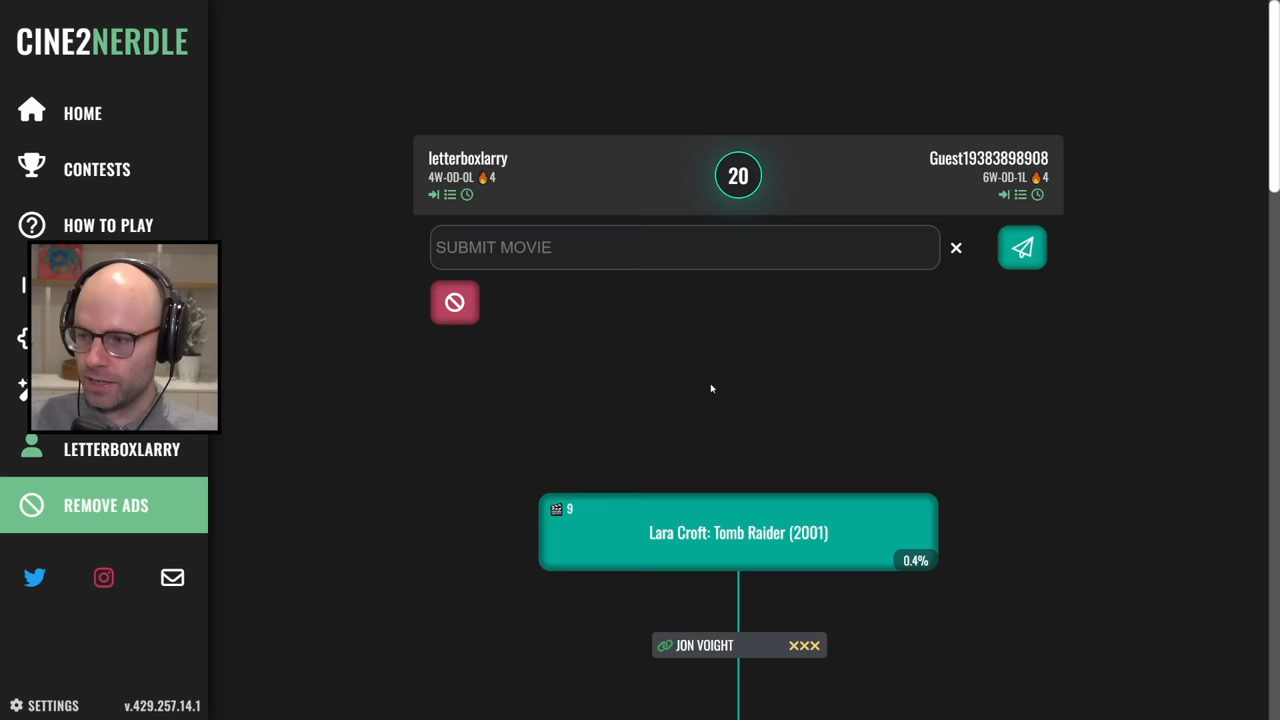 CINE2NERDLE
HOME
CONTESTS
HOW TO PLAY
LETTERBOXLARRY
REMOVE ADS
SETTINGS
v.429.257.14.1
letterboxlarry
4W-0D-0L 🔥4
20
Guest19383898908
6W-0D-1L 🔥4
SUBMIT MOVIE
×
🎬 9
Lara Croft: Tomb Raider (2001)
0.4%
JON VOIGHT
XXX